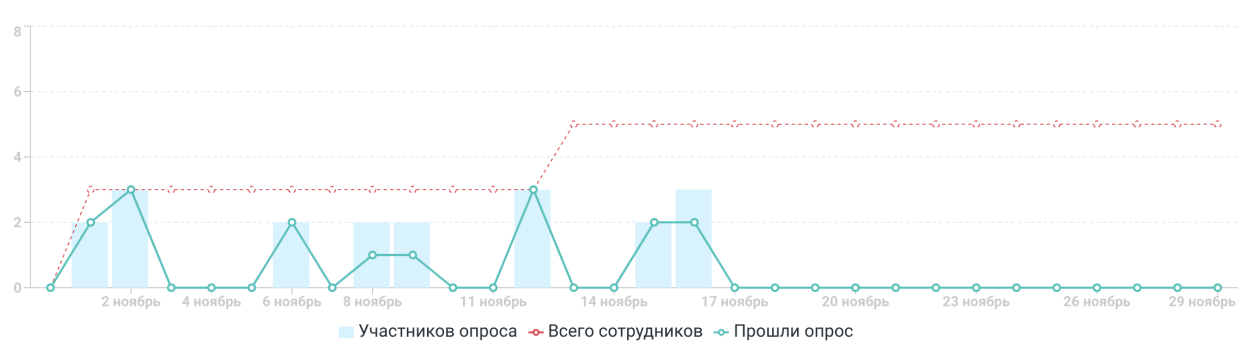 8
6
4
2
0
2 ноябрь 4 ноябрь 6 ноябрь 8 ноябрь 11 ноябрь 14 ноябрь 17 ноябрь 20 ноябрь 23 ноябрь 26 ноябрь 29 ноябрь
Участников опроса Всего сотрудников Прошли опрос